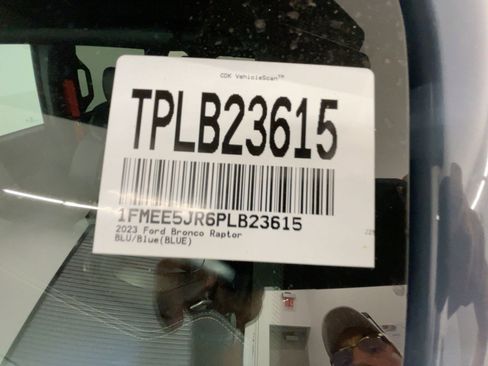 CDK VehicleScan™
TPLB23615
1FMEE5JR6PLB23615
2023 Ford Bronco Raptor
BLU/Blue(BLUE)